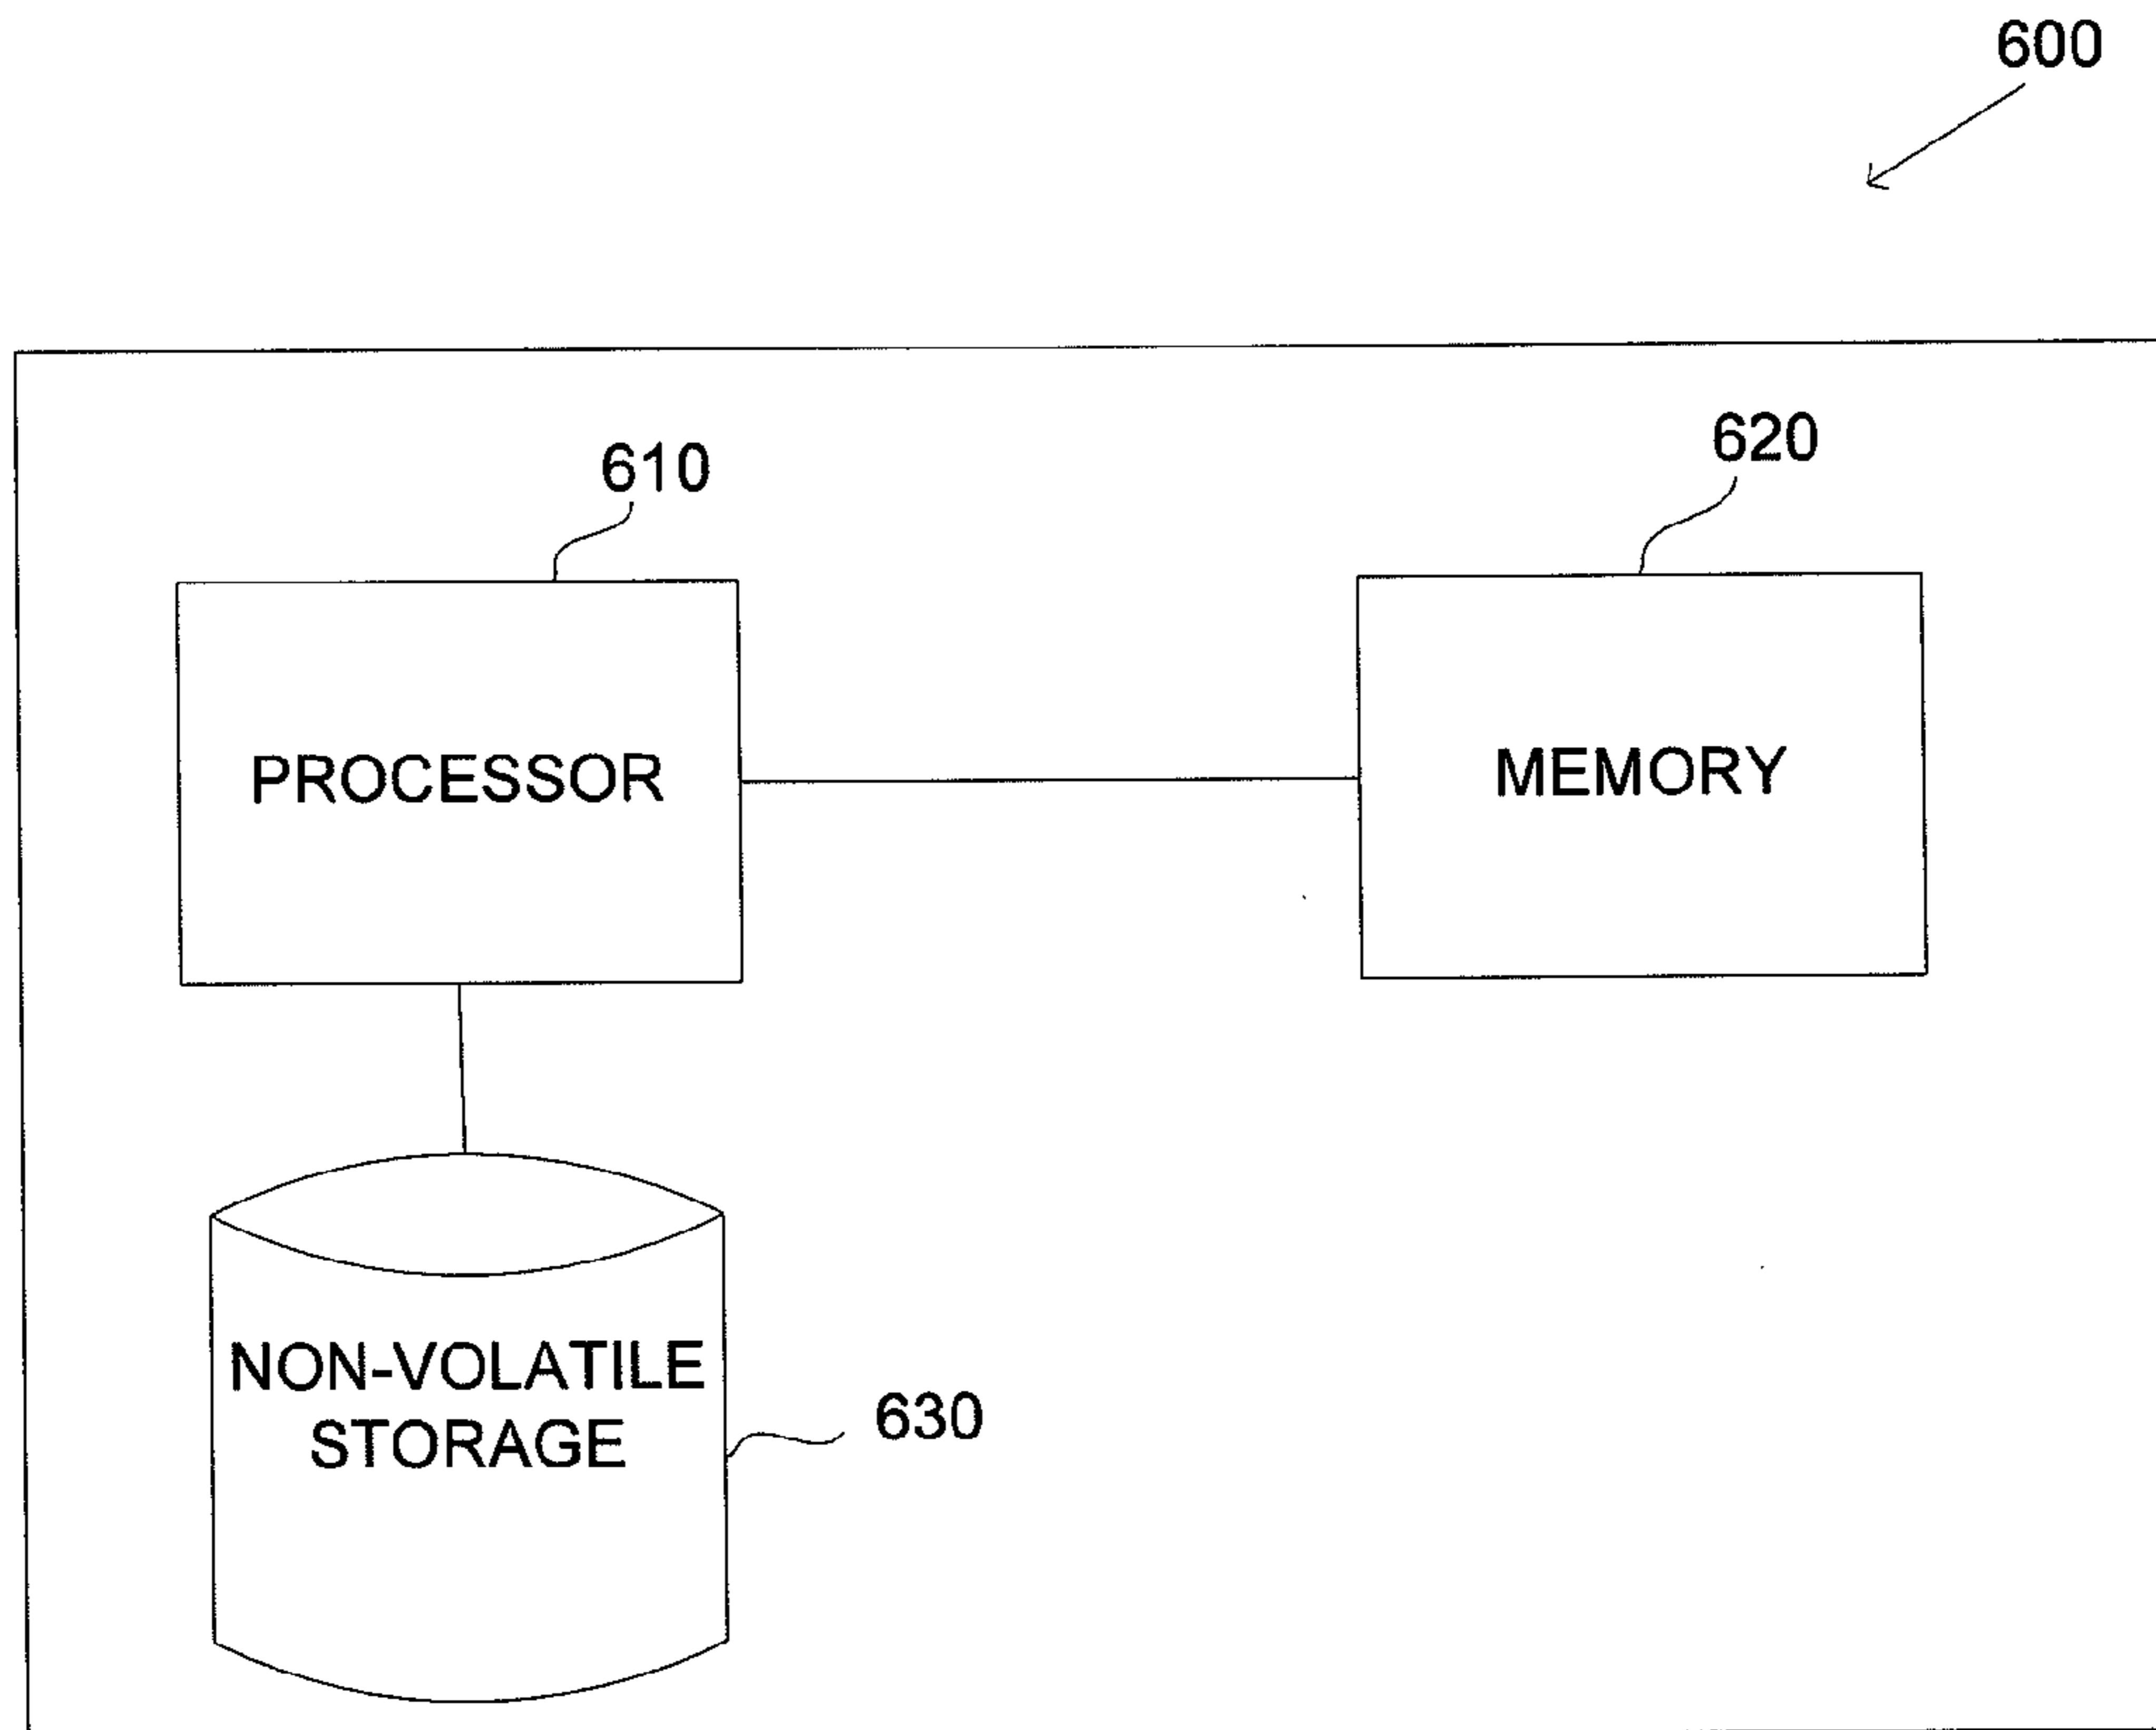 600
610
620
PROCESSOR
MEMORY
NON-VOLATILE
STORAGE
630